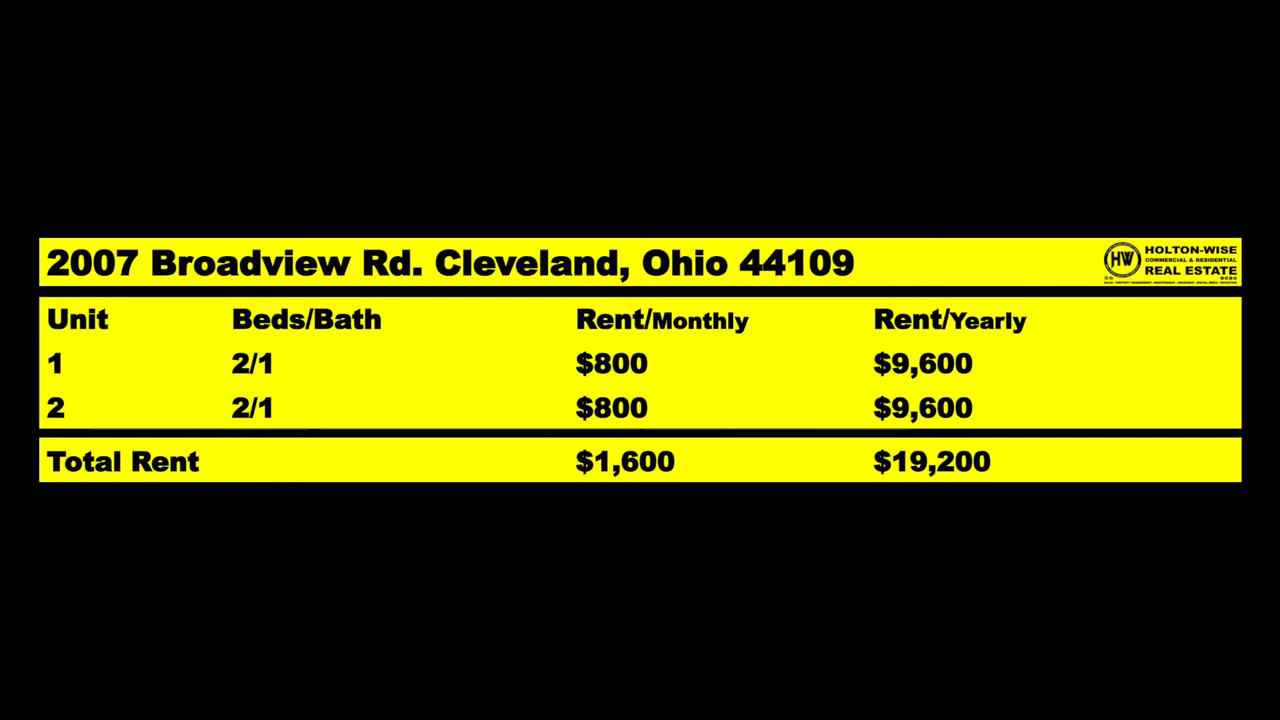 2007 Broadview Rd. Cleveland, Ohio 44109
HW
HOLTON-WISE
COMMERCIAL & RESIDENTIAL
REAL ESTATE
Unit Beds/Bath Rent/Monthly Rent/Yearly
1 2/1 $800 $9,600
2 2/1 $800 $9,600
Total Rent $1,600 $19,200